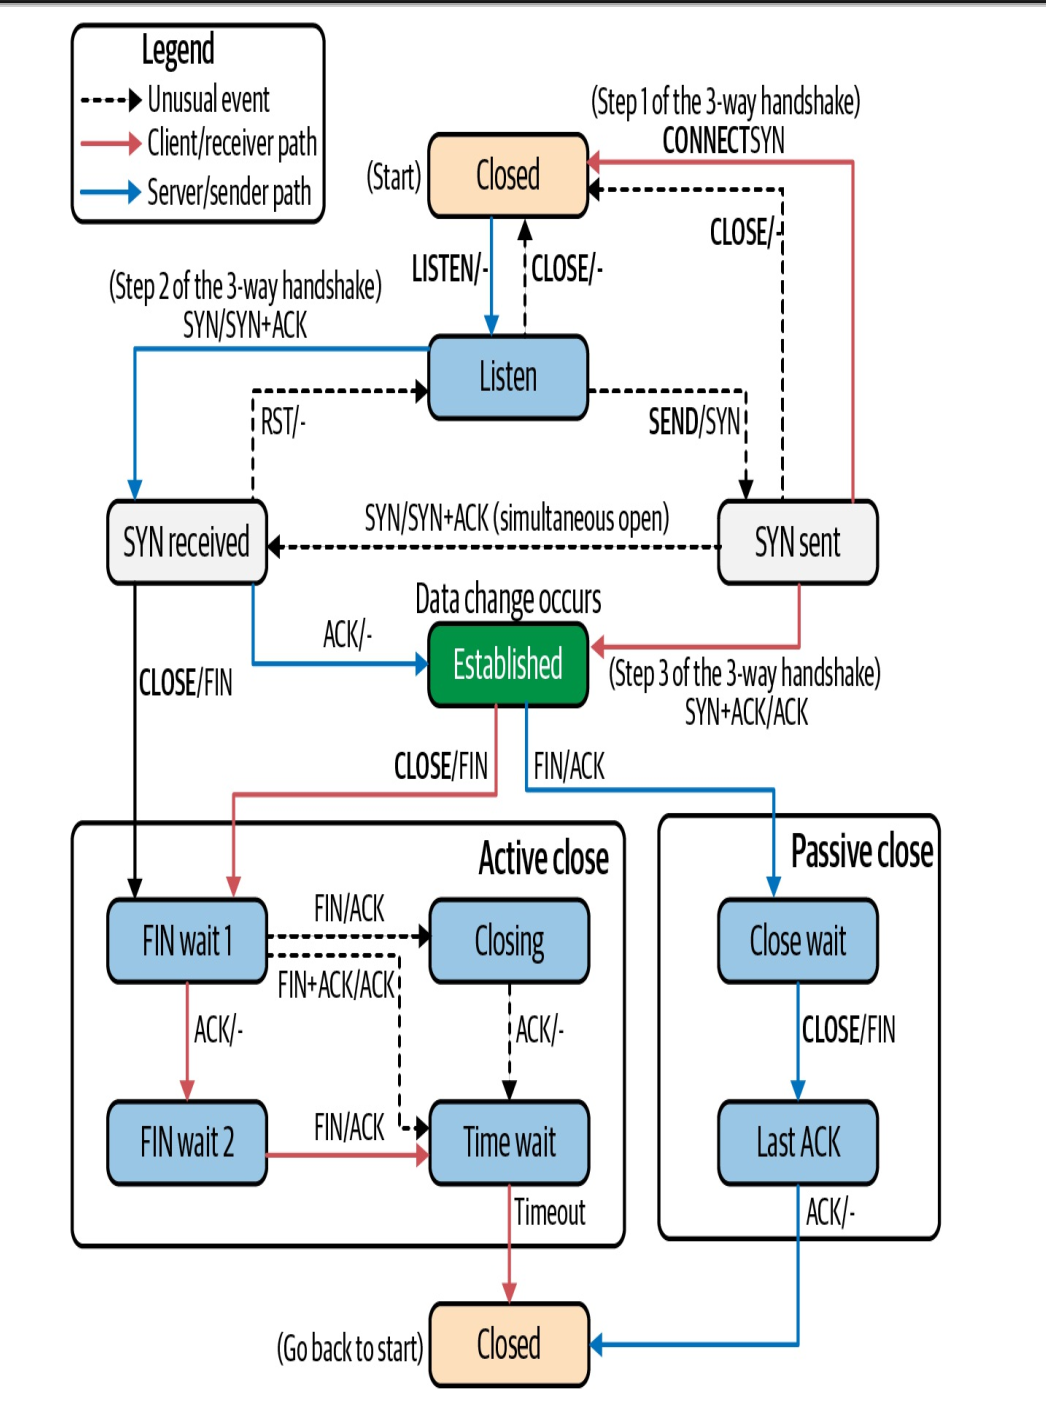 Legend
Unusual event
Client/receiver path
Server/sender path
(Step 1 of the 3-way handshake)
CONNECTSYN
(Start)
Closed
CLOSE/-
LISTEN/-
CLOSE/-
(Step 2 of the 3-way handshake)
SYN/SYN+ACK
Listen
RST/-
SEND/SYN
SYN/SYN+ACK (simultaneous open)
SYN received
SYN sent
Data change occurs
ACK/-
Established
CLOSE/FIN
(Step 3 of the 3-way handshake)
SYN+ACK/ACK
CLOSE/FIN
FIN/ACK
Active close
Passive close
FIN/ACK
FIN wait 1
Closing
Close wait
FIN+ACK/ACK
ACK/-
ACK/-
CLOSE/FIN
FIN/ACK
FIN wait 2
Time wait
Last ACK
Timeout
ACK/-
(Go back to start)
Closed